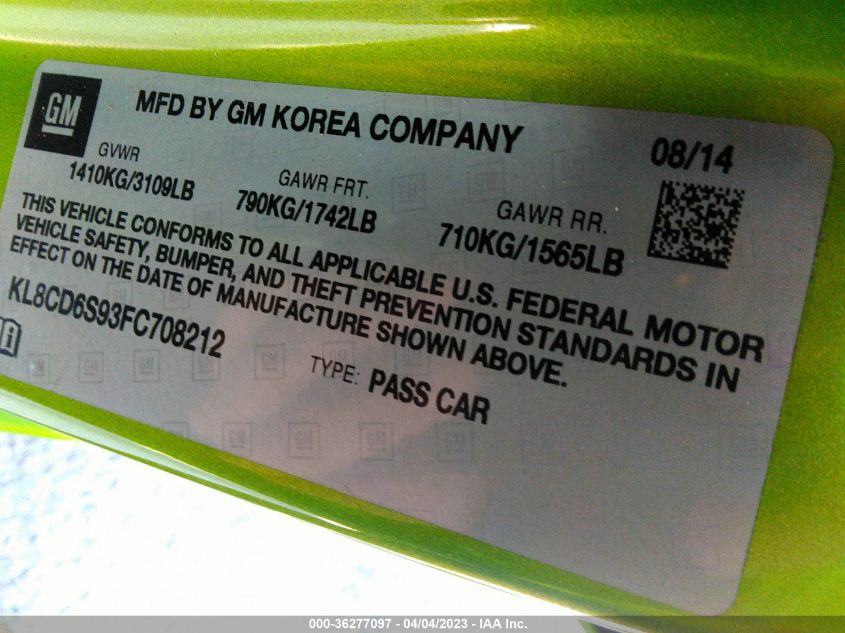 GM
MFD BY GM KOREA COMPANY
08/14
GVWR
1410KG/3109LB
GAWR FRT.
790KG/1742LB
GAWR RR.
710KG/1565LB
THIS VEHICLE CONFORMS TO ALL APPLICABLE U.S. FEDERAL MOTOR
VEHICLE SAFETY, BUMPER, AND THEFT PREVENTION STANDARDS IN
EFFECT ON THE DATE OF MANUFACTURE SHOWN ABOVE.
KL8CD6S93FC708212
TYPE: PASS CAR
000-36277097 - 04/04/2023 - IAA Inc.